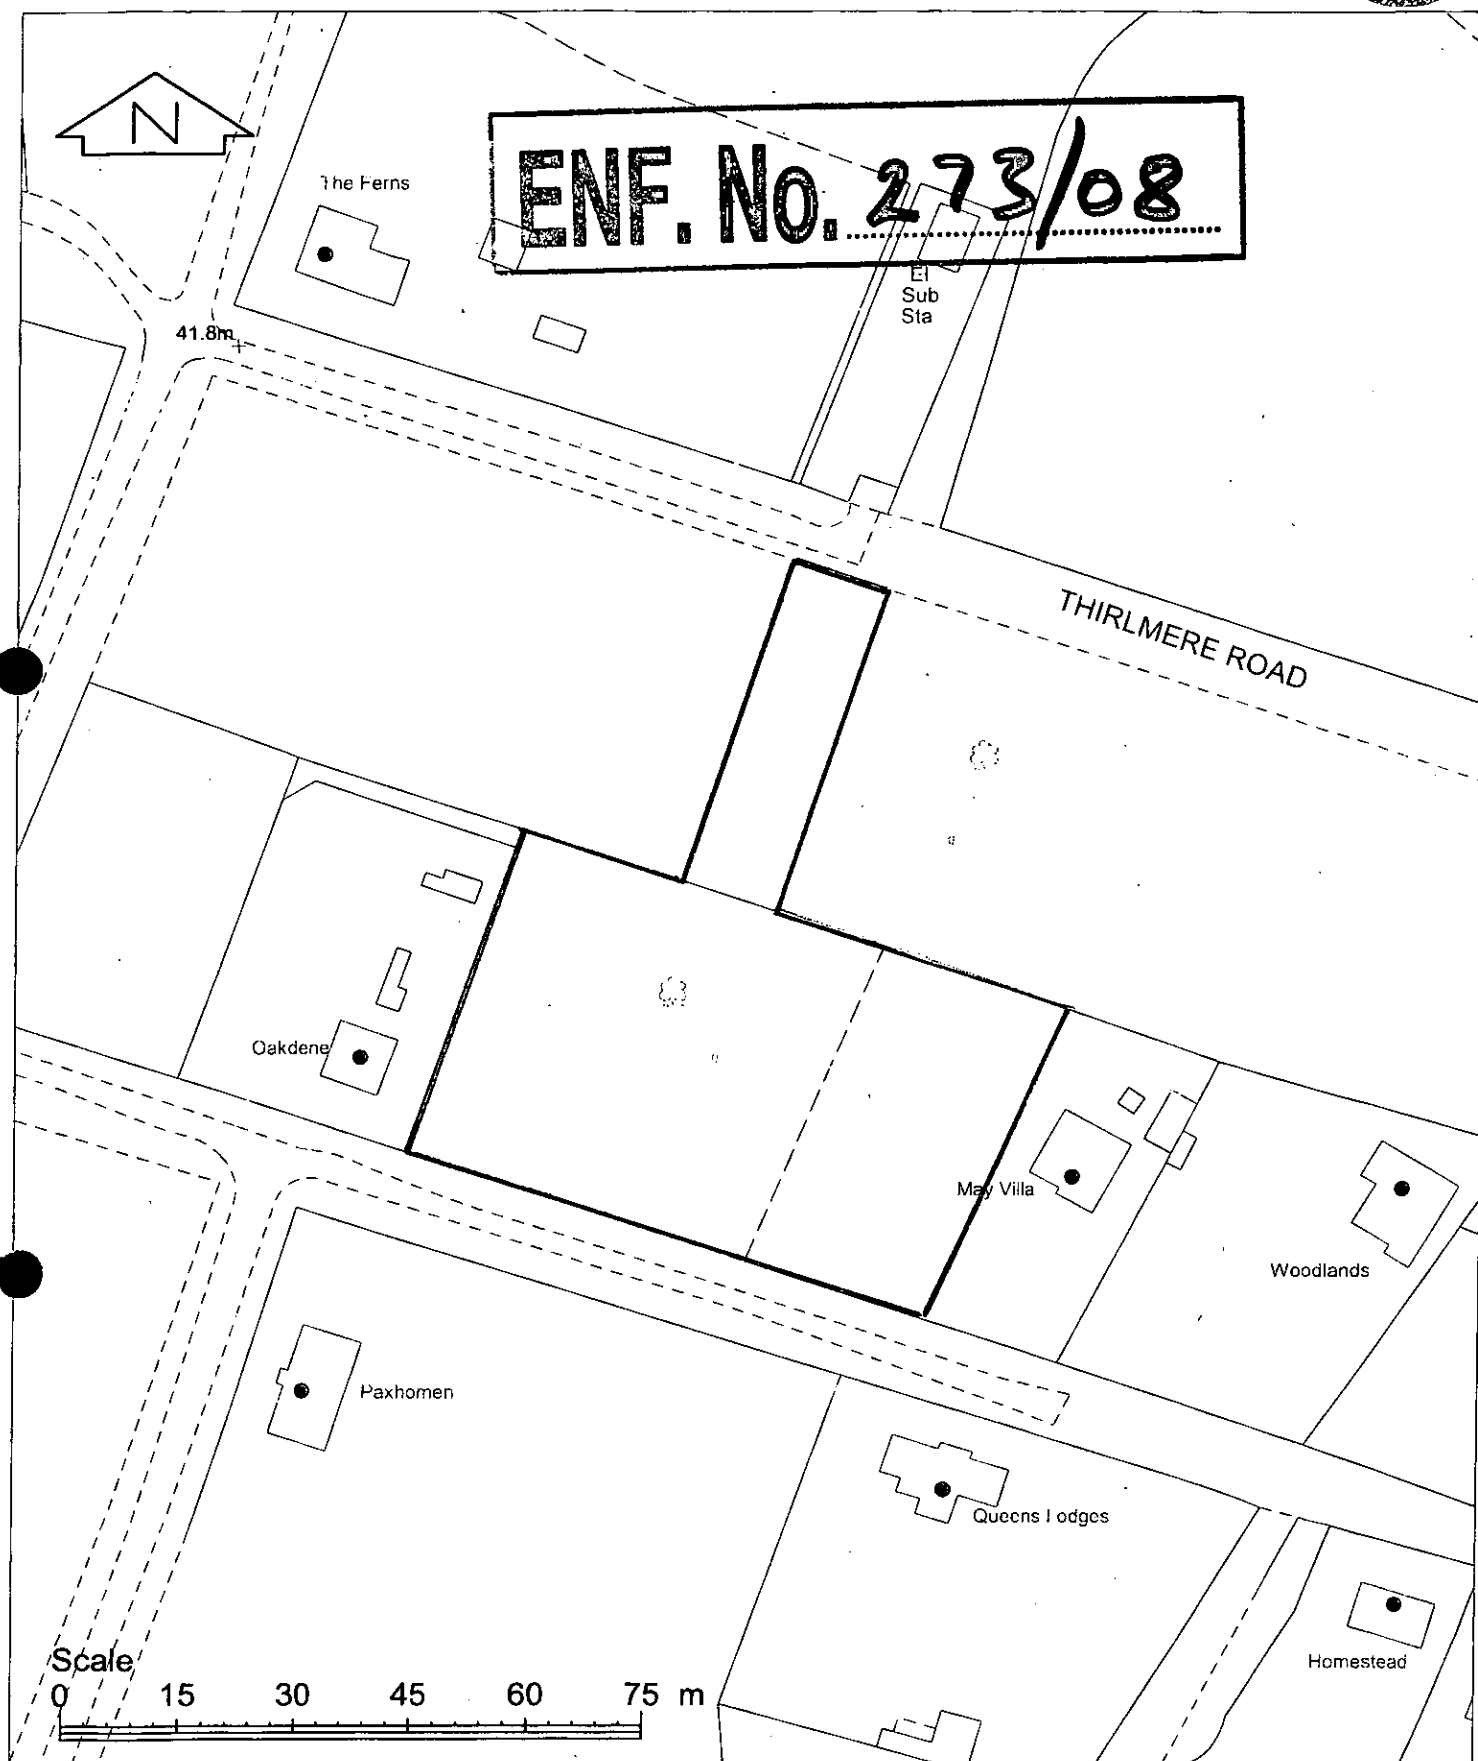 N
ENF. No. 273/08
The Ferns
El
Sub
Sta
41.8m
THIRLMERE ROAD
Oakdene
May Villa
Woodlands
Paxhomen
Queens Lodges
Homestead
Scale
0 15 30 45 60 75 m